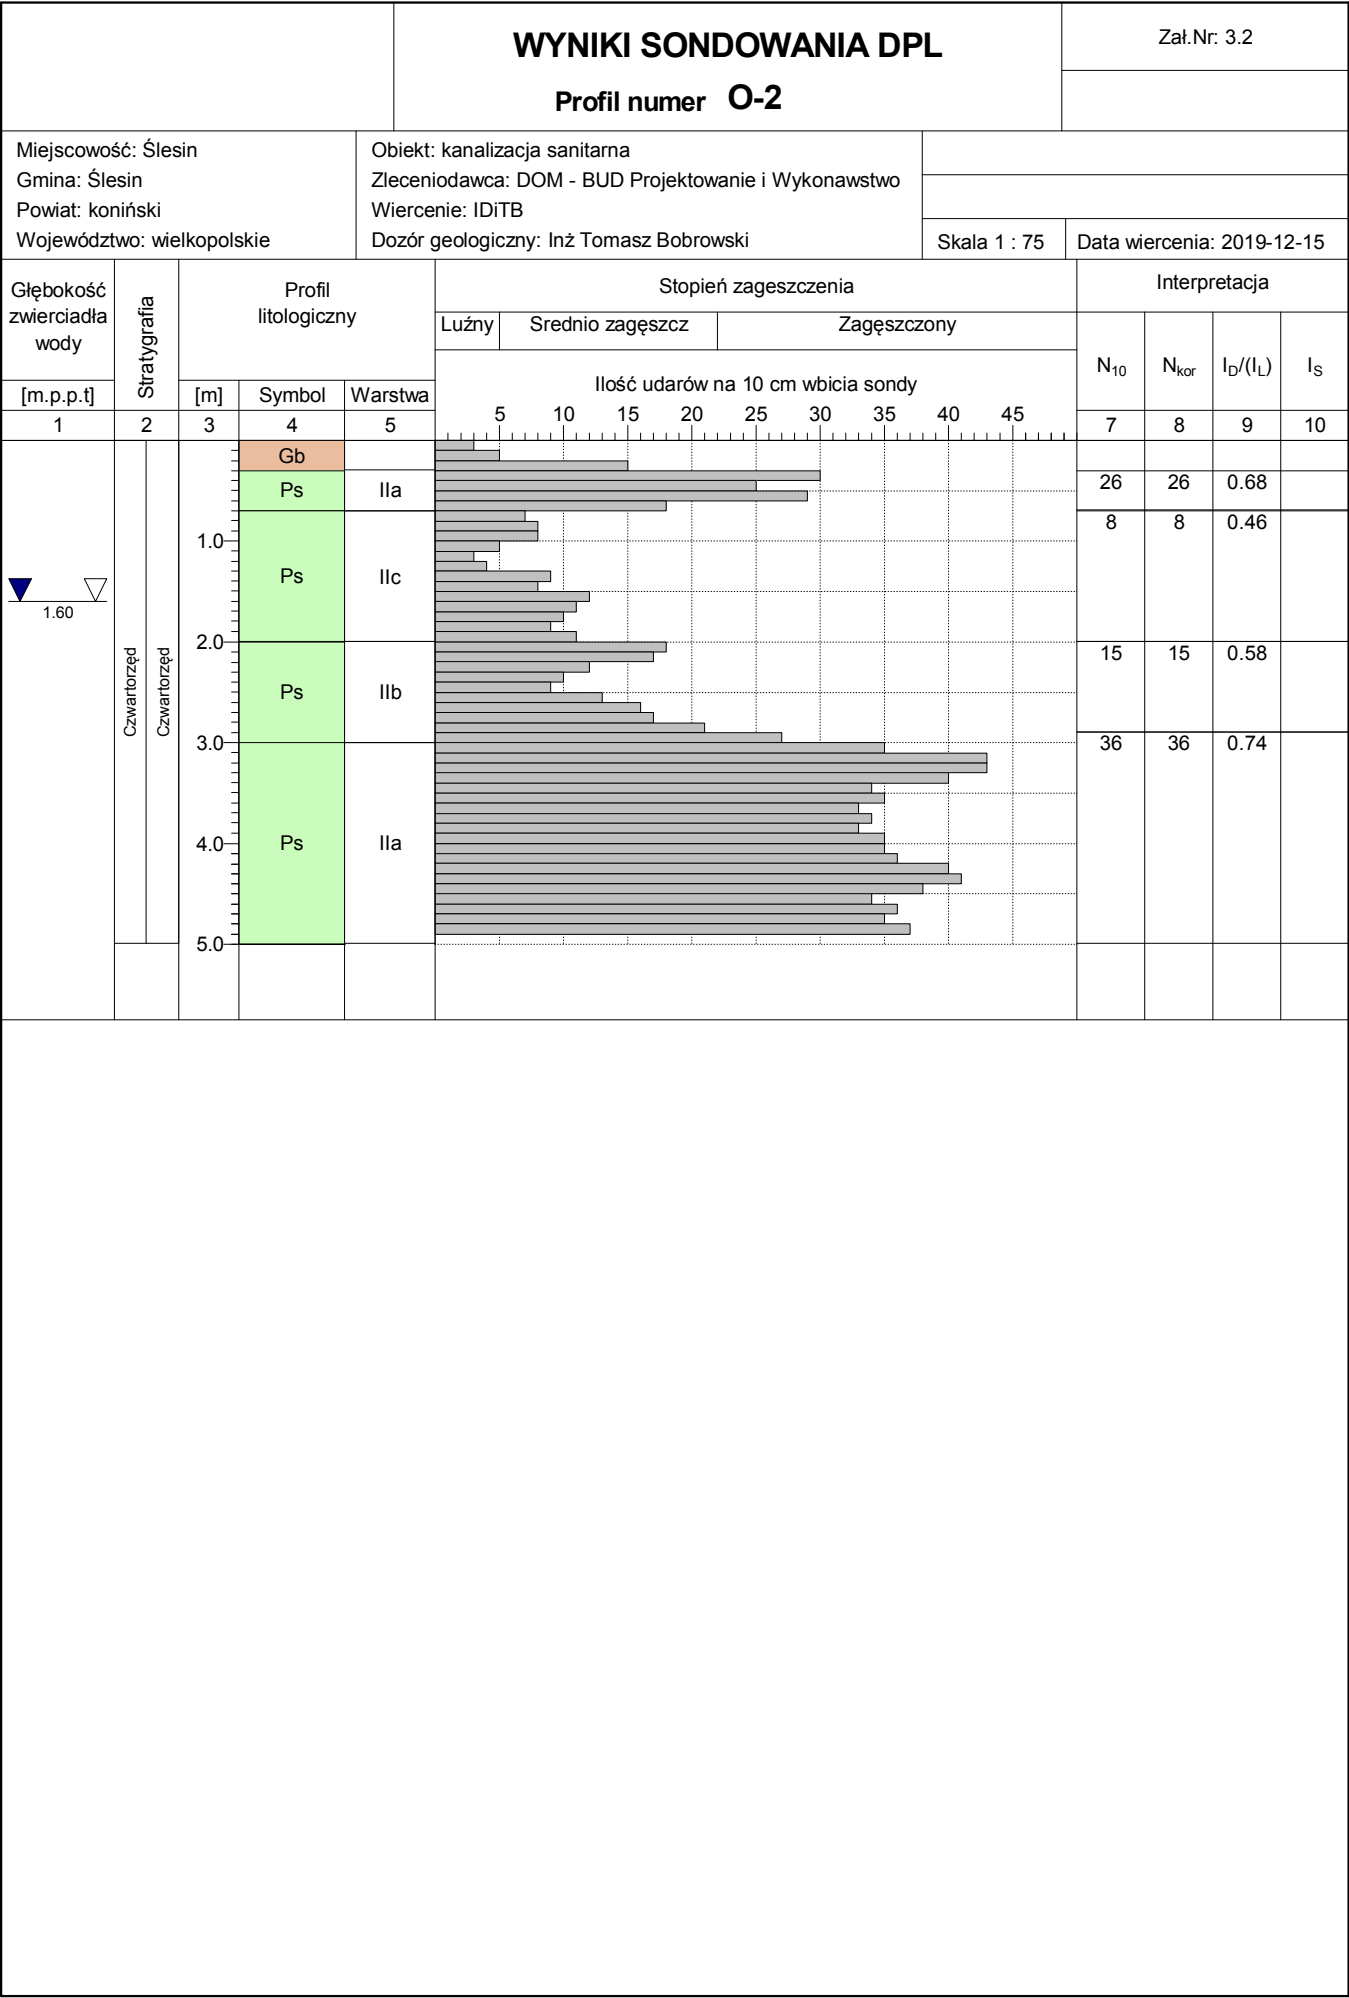 WYNIKI SONDOWANIA DPL
Profil numer O-2
Zał.Nr: 3.2
Miejscowość: Ślesin
Gmina: Ślesin
Powiat: koniński
Województwo: wielkopolskie
Obiekt: kanalizacja sanitarna
Zleceniodawca: DOM - BUD Projektowanie i Wykonawstwo
Wiercenie: IDiTB
Dozór geologiczny: Inż Tomasz Bobrowski
Skala 1 : 75
Data wiercenia: 2019-12-15
Głębokość
zwierciadła
wody
[m.p.p.t]
Stratygrafia
Profil
litologiczny
[m] Symbol Warstwa
Stopień zageszczenia
Luźny Srednio zagęszcz Zagęszczony
Ilość udarów na 10 cm wbicia sondy
5 10 15 20 25 30 35 40 45
Interpretacja
N10 Nkor ID/(IL) IS
1 2 3 4 5 7 8 9 10
Gb
Ps IIa 26 26 0.68
8 8 0.46
1.0
Ps IIc
1.60
2.0
15 15 0.58
Czwartorzęd
Czwartorzęd
Ps IIb
3.0
36 36 0.74
4.0 Ps IIa
5.0